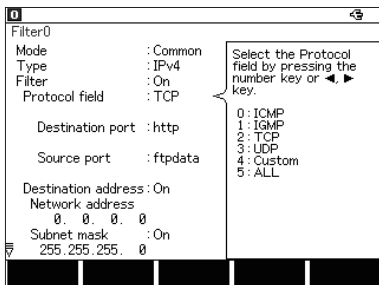 0
Filter0
Mode : Common
Type : IPv4
Filter : On
Protocol field : TCP
Destination port : http
Source port : ftpdata
Destination address : On
Network address
0. 0. 0. 0
Subnet mask : On
255.255.255. 0
Select the Protocol
field by pressing the
number key or ◀, ▶
key.
0 : ICMP
1 : IGMP
2 : TCP
3 : UDP
4 : Custom
5 : ALL